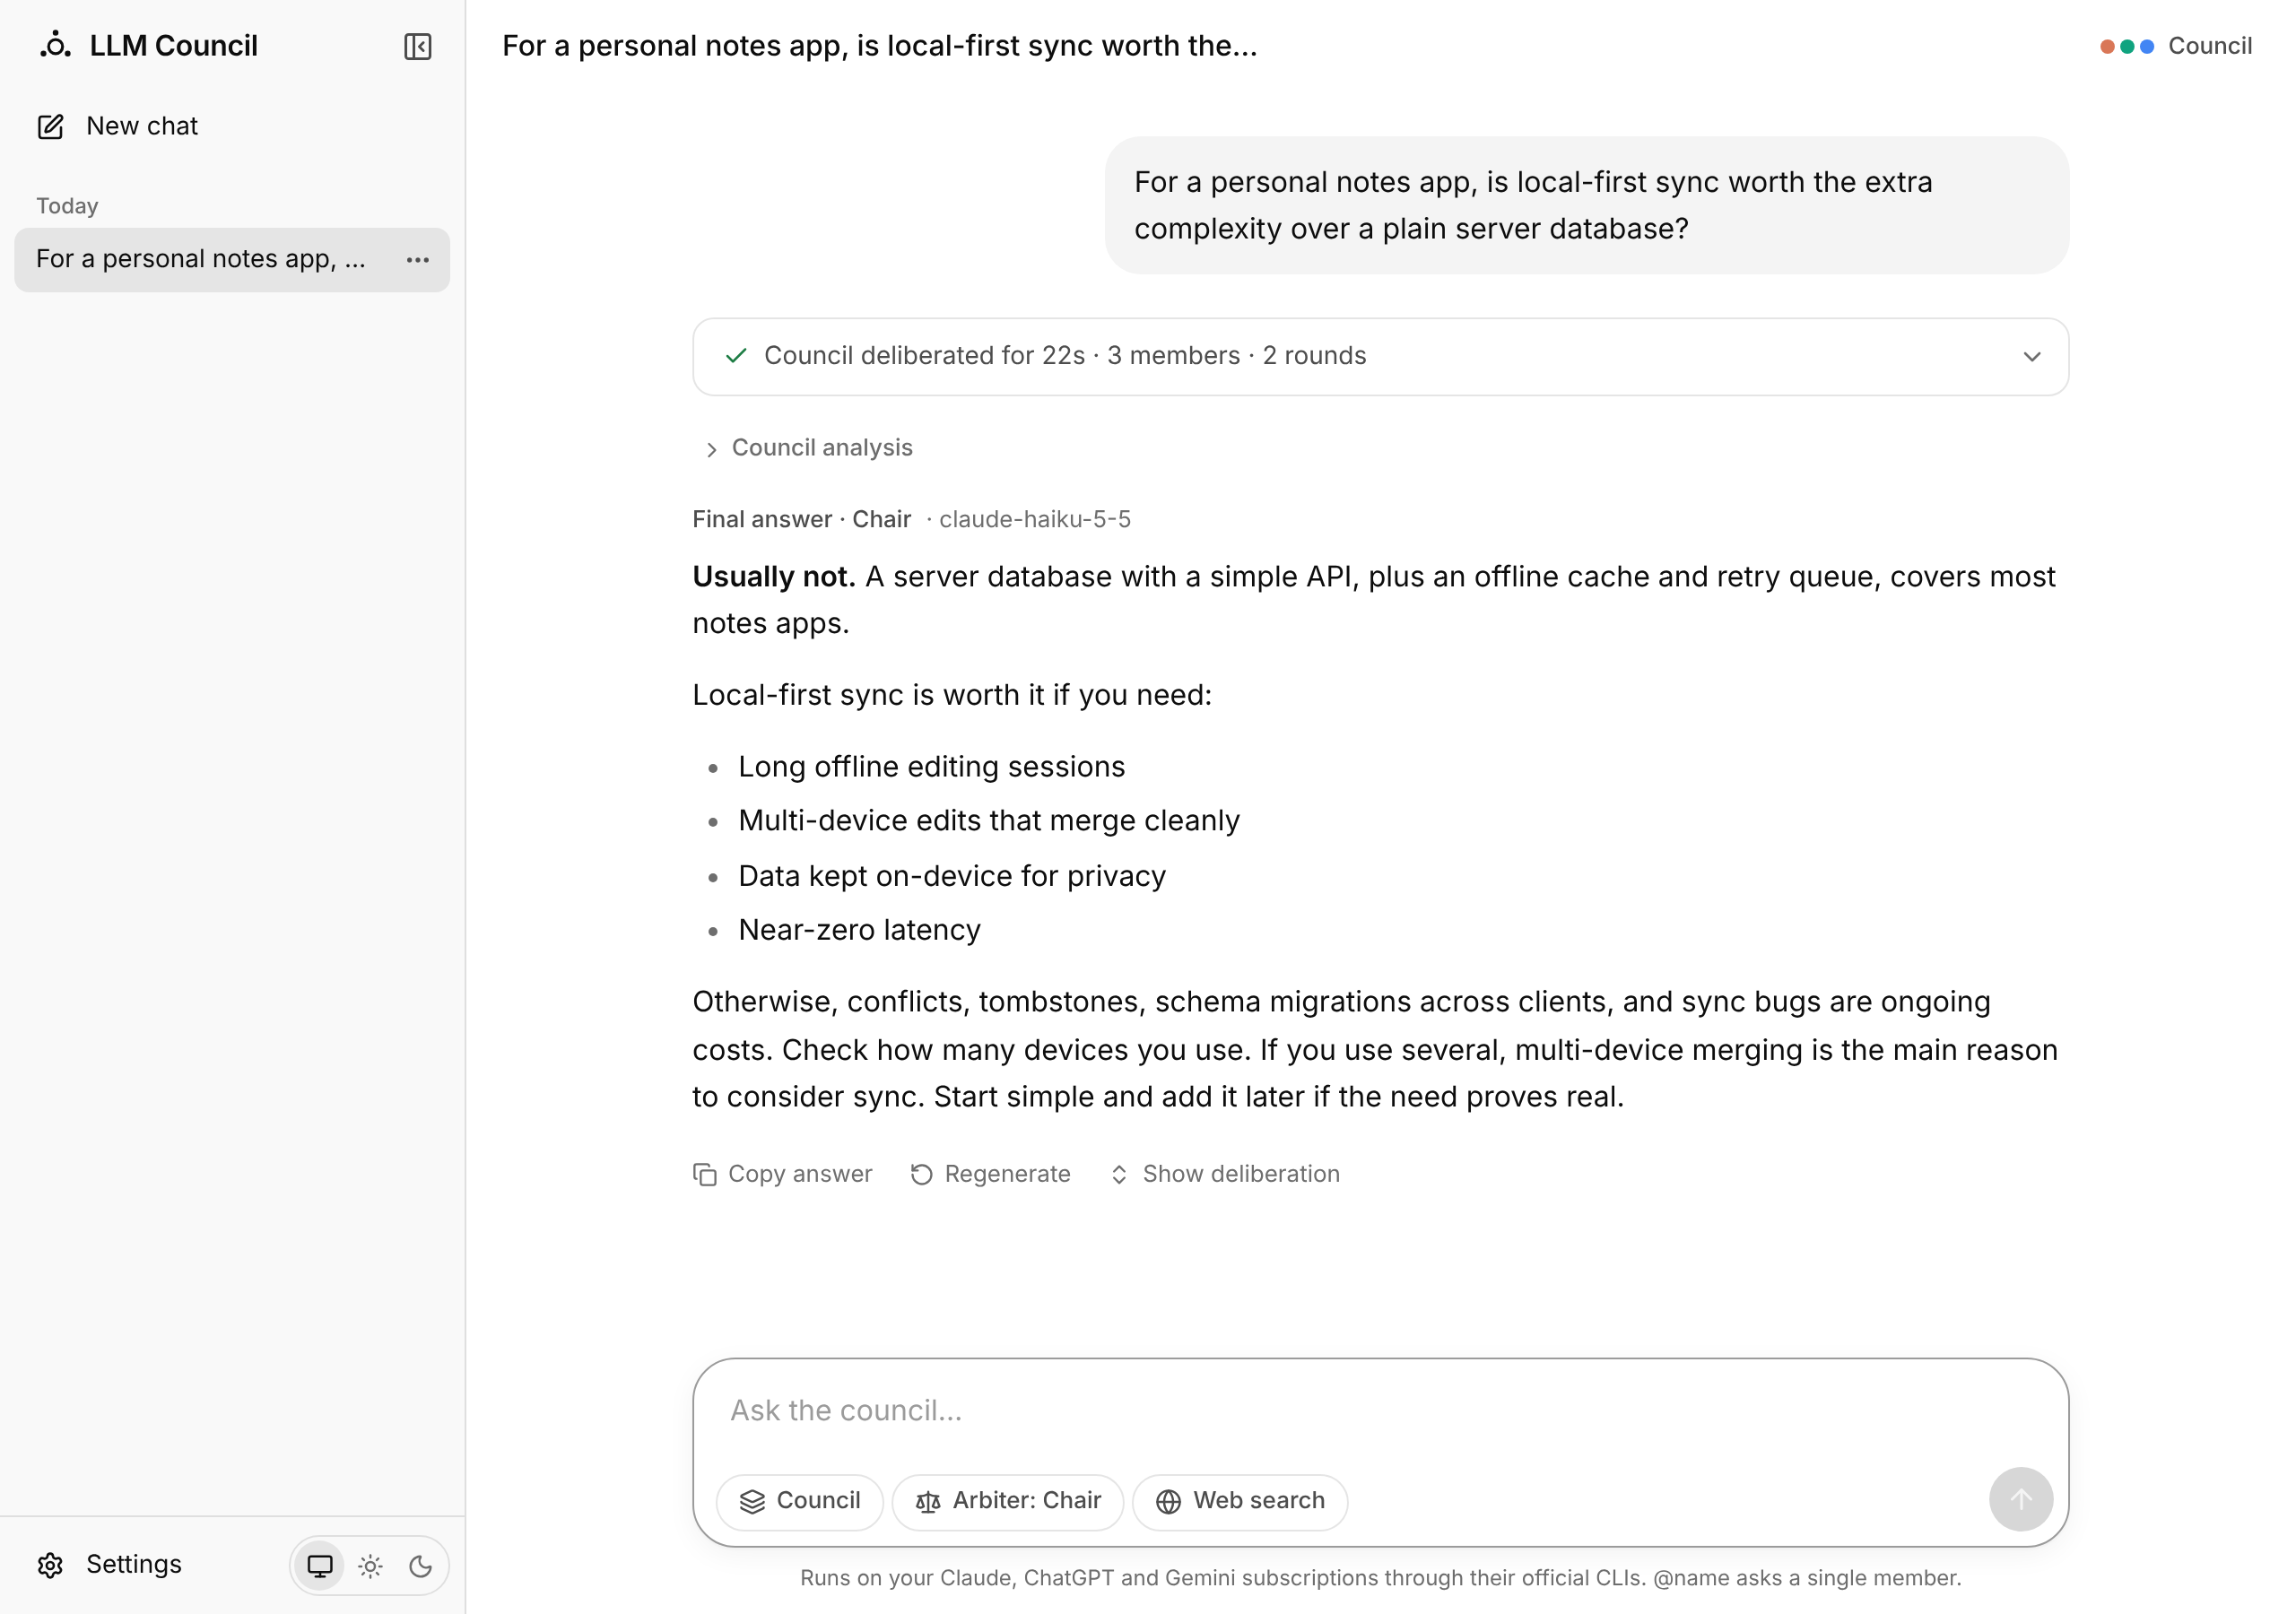 LLM Council
New chat
Today
For a personal notes app, ...
Settings
For a personal notes app, is local-first sync worth the...
Council
For a personal notes app, is local-first sync worth the extra
complexity over a plain server database?
Council deliberated for 22s · 3 members · 2 rounds
Council analysis
Final answer · Chair · claude-haiku-5-5
Usually not. A server database with a simple API, plus an offline cache and retry queue, covers most
notes apps.
Local-first sync is worth it if you need:
• Long offline editing sessions
• Multi-device edits that merge cleanly
• Data kept on-device for privacy
• Near-zero latency
Otherwise, conflicts, tombstones, schema migrations across clients, and sync bugs are ongoing
costs. Check how many devices you use. If you use several, multi-device merging is the main reason
to consider sync. Start simple and add it later if the need proves real.
Copy answer Regenerate Show deliberation
Ask the council...
Council Arbiter: Chair Web search
Runs on your Claude, ChatGPT and Gemini subscriptions through their official CLIs. @name asks a single member.